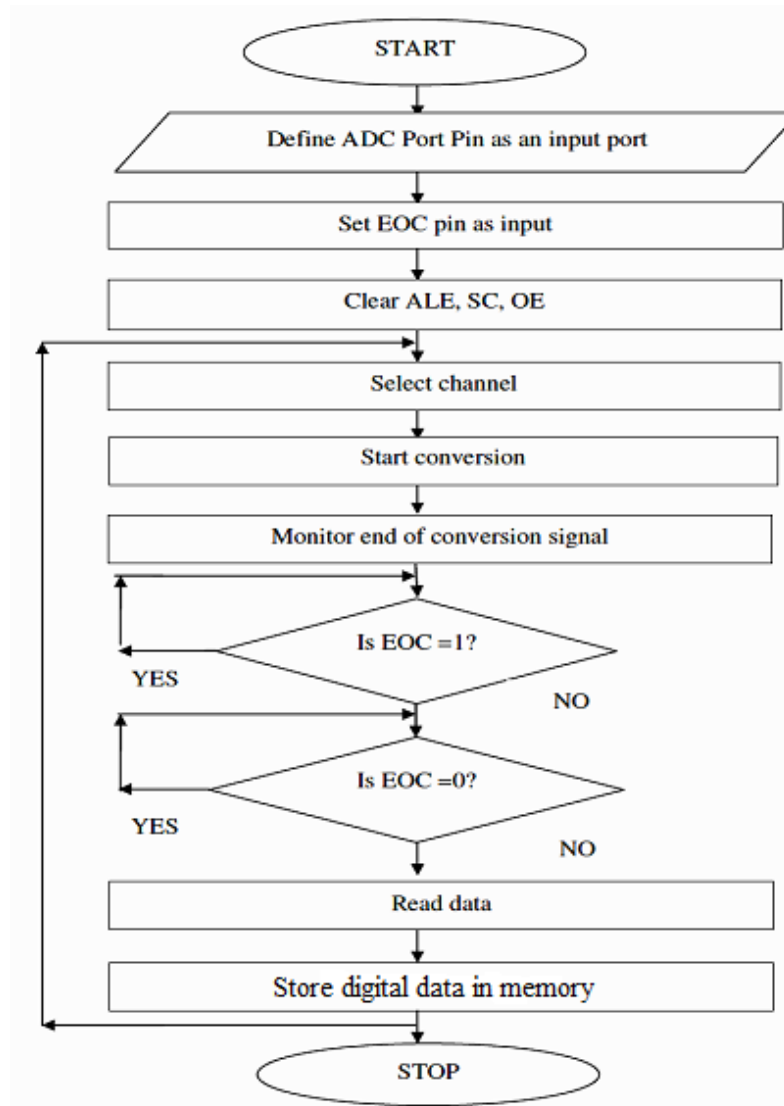 START
Define ADC Port Pin as an input port
Set EOC pin as input
Clear ALE, SC, OE
Select channel
Start conversion
Monitor end of conversion signal
Is EOC =1?
YES
NO
Is EOC =0?
YES
NO
Read data
Store digital data in memory
STOP